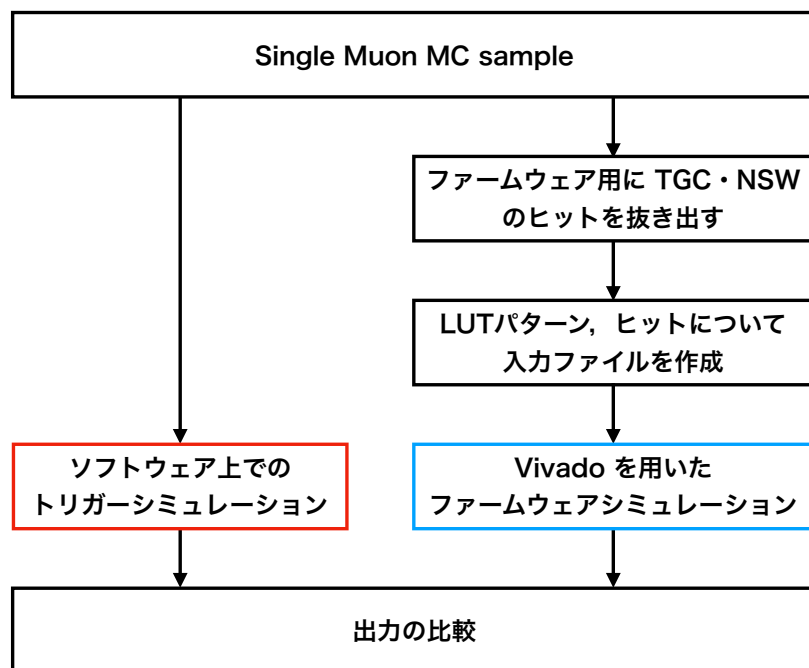 Single Muon MC sample
ファームウェア用に TGC・NSW
のヒットを抜き出す
LUTパターン，ヒットについて
入力ファイルを作成
ソフトウェア上での
トリガーシミュレーション
Vivado を用いた
ファームウェアシミュレーション
出力の比較